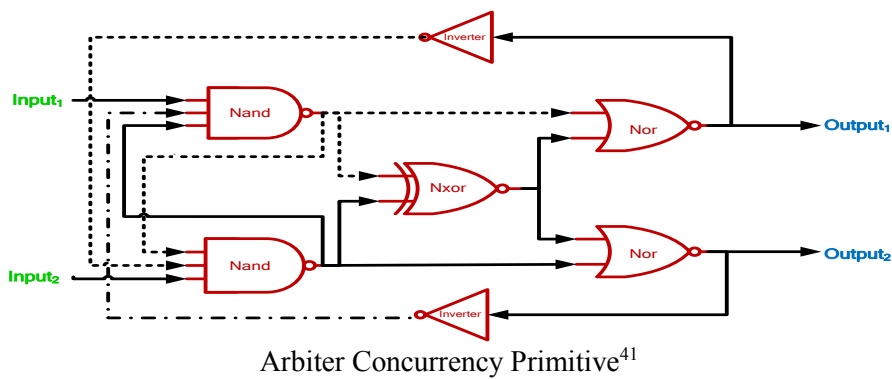 Inverter
Input₁
Nand
Nor
Output₁
Nxor
Input₂
Nand
Nor
Output₂
Inverter
Arbiter Concurrency Primitive⁴¹